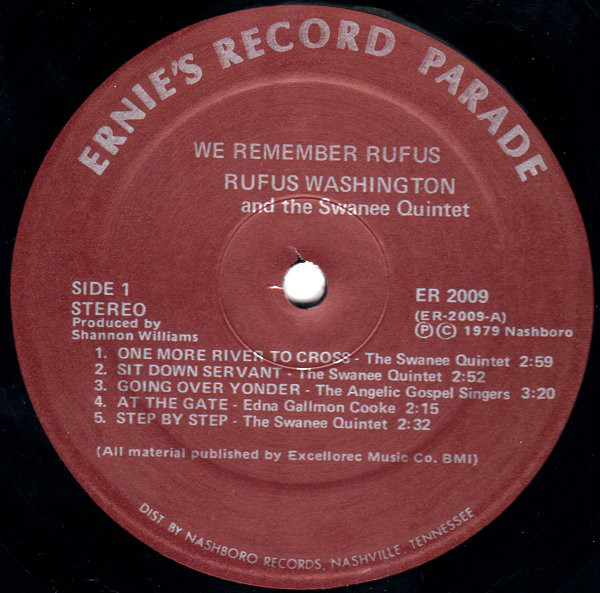 ERNIE'S RECORD PARADE
WE REMEMBER RUFUS
RUFUS WASHINGTON
and the Swanee Quintet
SIDE 1
STEREO
Produced by
Shannon Williams
ER 2009
(ER-2009-A)
Ⓟ Ⓒ 1979 Nashboro
1. ONE MORE RIVER TO CROSS - The Swanee Quintet 2:59
2. SIT DOWN SERVANT - The Swanee Quintet 2:52
3. GOING OVER YONDER - The Angelic Gospel Singers 3:20
4. AT THE GATE - Edna Gallmon Cooke 2:15
5. STEP BY STEP - The Swanee Quintet 2:32
(All material published by Excellorec Music Co. BMI)
DIST. BY NASHBORO RECORDS, NASHVILLE, TENNESSEE